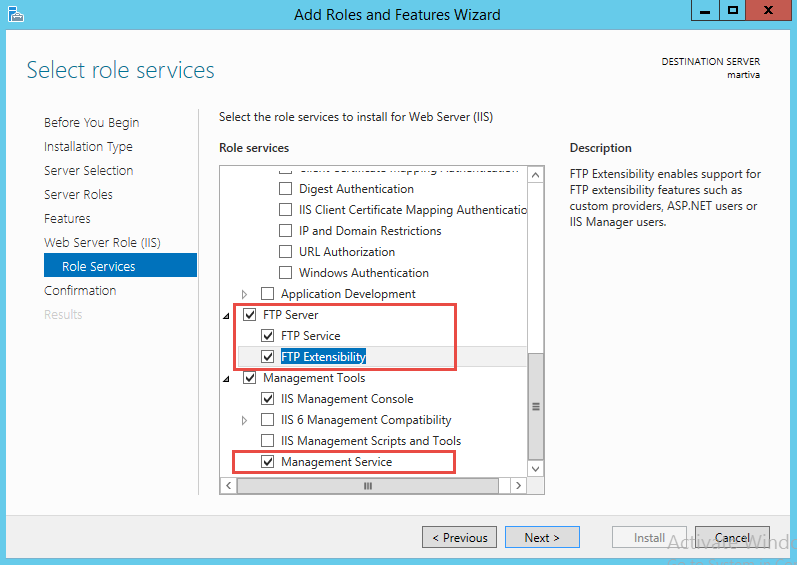 Add Roles and Features Wizard
Select role services
DESTINATION SERVER
martiva
Before You Begin
Installation Type
Server Selection
Server Roles
Features
Web Server Role (IIS)
Role Services
Confirmation
Results
Select the role services to install for Web Server (IIS)
Role services
Client Certificate Mapping Authentication
Digest Authentication
IIS Client Certificate Mapping Authenticatio
IP and Domain Restrictions
URL Authorization
Windows Authentication
Application Development
FTP Server
FTP Service
FTP Extensibility
Management Tools
IIS Management Console
IIS 6 Management Compatibility
IIS Management Scripts and Tools
Management Service
Description
FTP Extensibility enables support for
FTP extensibility features such as
custom providers, ASP.NET users or
IIS Manager users.
< Previous
Next >
Install
Cancel
Activate Wind